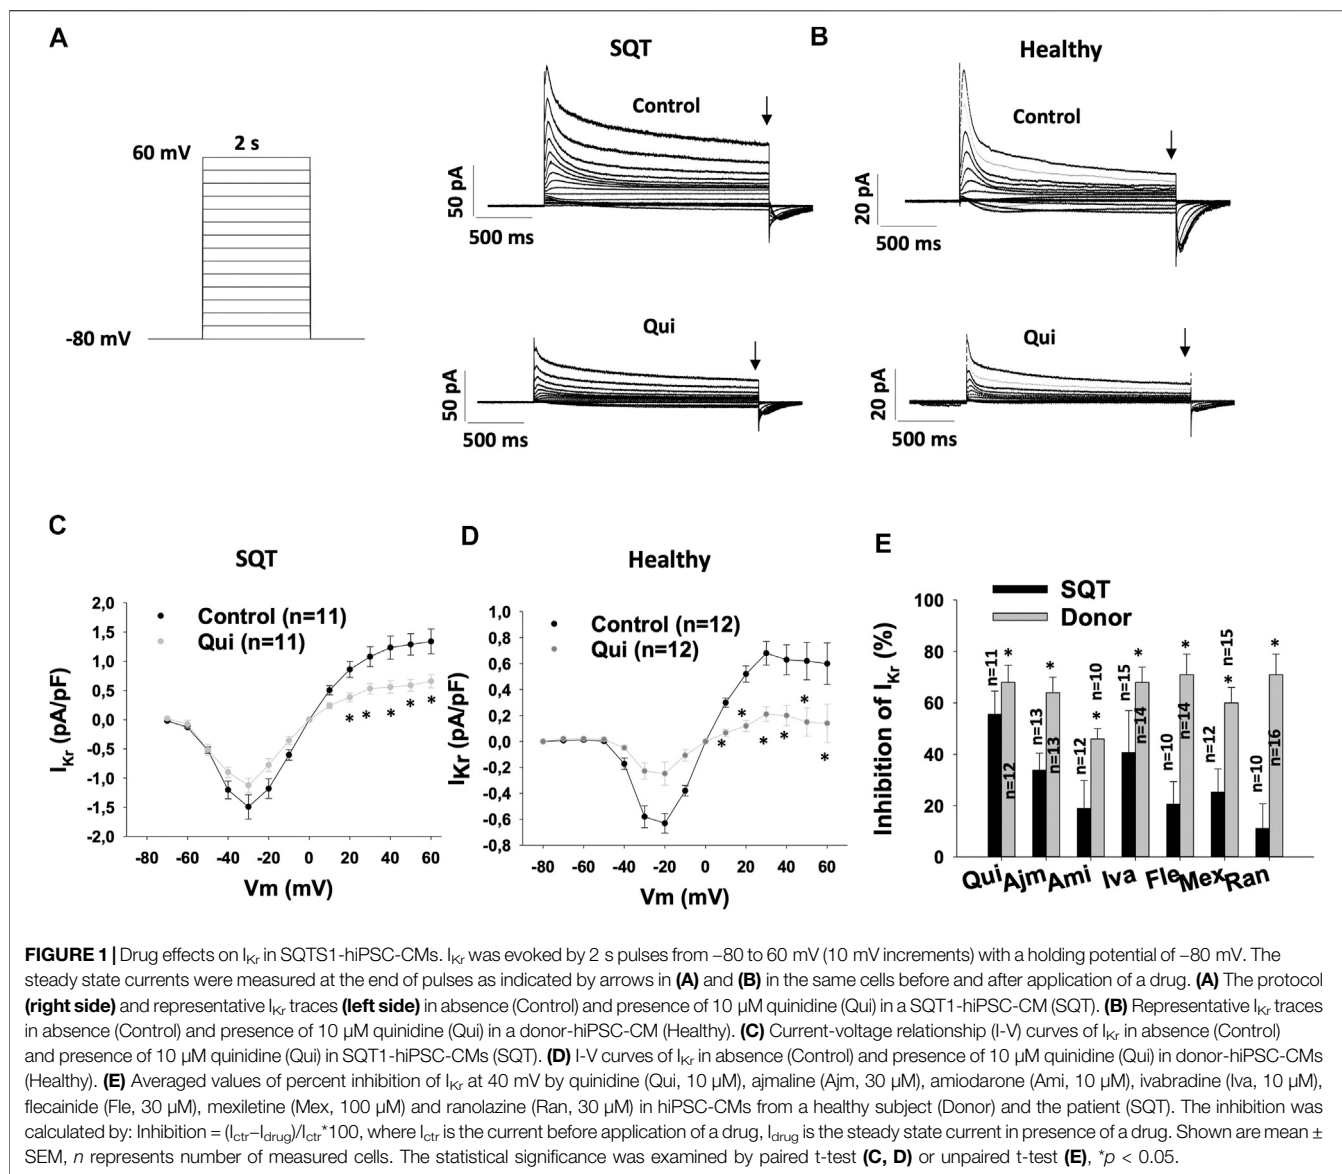 A
SQT
B
Healthy
Control
Control
2 s
60 mV
-80 mV
50 pA
500 ms
20 pA
500 ms
Qui
Qui
50 pA
500 ms
20 pA
500 ms
C
SQT
Control (n=11)
Qui (n=11)
2,0
1,5
1,0
0,5
0,0
-0,5
-1,0
-1,5
-2,0
I_Kr (pA/pF)
* * * * *
-80 -60 -40 -20 0 20 40 60
Vm (mV)
D
Healthy
Control (n=12)
Qui (n=12)
1,0
0,8
0,6
0,4
0,2
0,0
-0,2
-0,4
-0,6
-0,8
I_Kr (pA/pF)
* * * * * *
-80 -60 -40 -20 0 20 40 60
Vm (mV)
E
SQT
Donor
100
80
60
40
20
0
Inhibition of I_Kr (%)
n=11
n=12
*
n=13
n=13
*
n=12
n=10
*
n=15
n=14
*
n=10
n=14
*
n=12
n=15
*
n=10
n=16
*
Qui Ajm Ami Iva Fle Mex Ran
FIGURE 1 | Drug effects on I_Kr in SQTS1-hiPSC-CMs. I_Kr was evoked by 2 s pulses from −80 to 60 mV (10 mV increments) with a holding potential of −80 mV. The
steady state currents were measured at the end of pulses as indicated by arrows in (A) and (B) in the same cells before and after application of a drug. (A) The protocol
(right side) and representative I_Kr traces (left side) in absence (Control) and presence of 10 µM quinidine (Qui) in a SQT1-hiPSC-CM (SQT). (B) Representative I_Kr traces
in absence (Control) and presence of 10 µM quinidine (Qui) in a donor-hiPSC-CM (Healthy). (C) Current-voltage relationship (I-V) curves of I_Kr in absence (Control)
and presence of 10 µM quinidine (Qui) in SQT1-hiPSC-CMs (SQT). (D) I-V curves of I_Kr in absence (Control) and presence of 10 µM quinidine (Qui) in donor-hiPSC-CMs
(Healthy). (E) Averaged values of percent inhibition of I_Kr at 40 mV by quinidine (Qui, 10 µM), ajmaline (Ajm, 30 µM), amiodarone (Ami, 10 µM), ivabradine (Iva, 10 µM),
flecainide (Fle, 30 µM), mexiletine (Mex, 100 µM) and ranolazine (Ran, 30 µM) in hiPSC-CMs from a healthy subject (Donor) and the patient (SQT). The inhibition was
calculated by: Inhibition = (I_ctr−I_drug)/I_ctr*100, where I_ctr is the current before application of a drug, I_drug is the steady state current in presence of a drug. Shown are mean ±
SEM, n represents number of measured cells. The statistical significance was examined by paired t-test (C, D) or unpaired t-test (E), *p < 0.05.